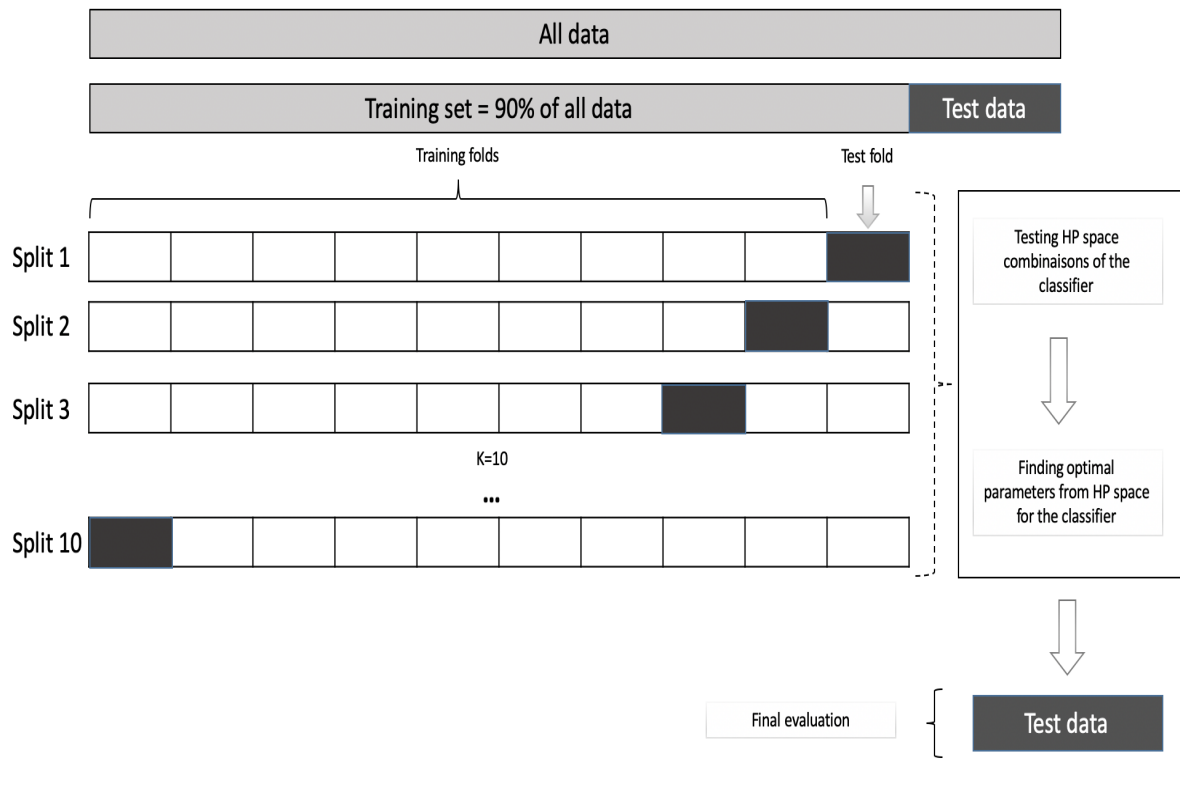 All data
Training set = 90% of all data
Test data
Training folds
Test fold
Split 1
Split 2
Split 3
K=10
...
Split 10
Testing HP space
combinaisons of the
classifier
Finding optimal
parameters from HP space
for the classifier
Final evaluation
Test data